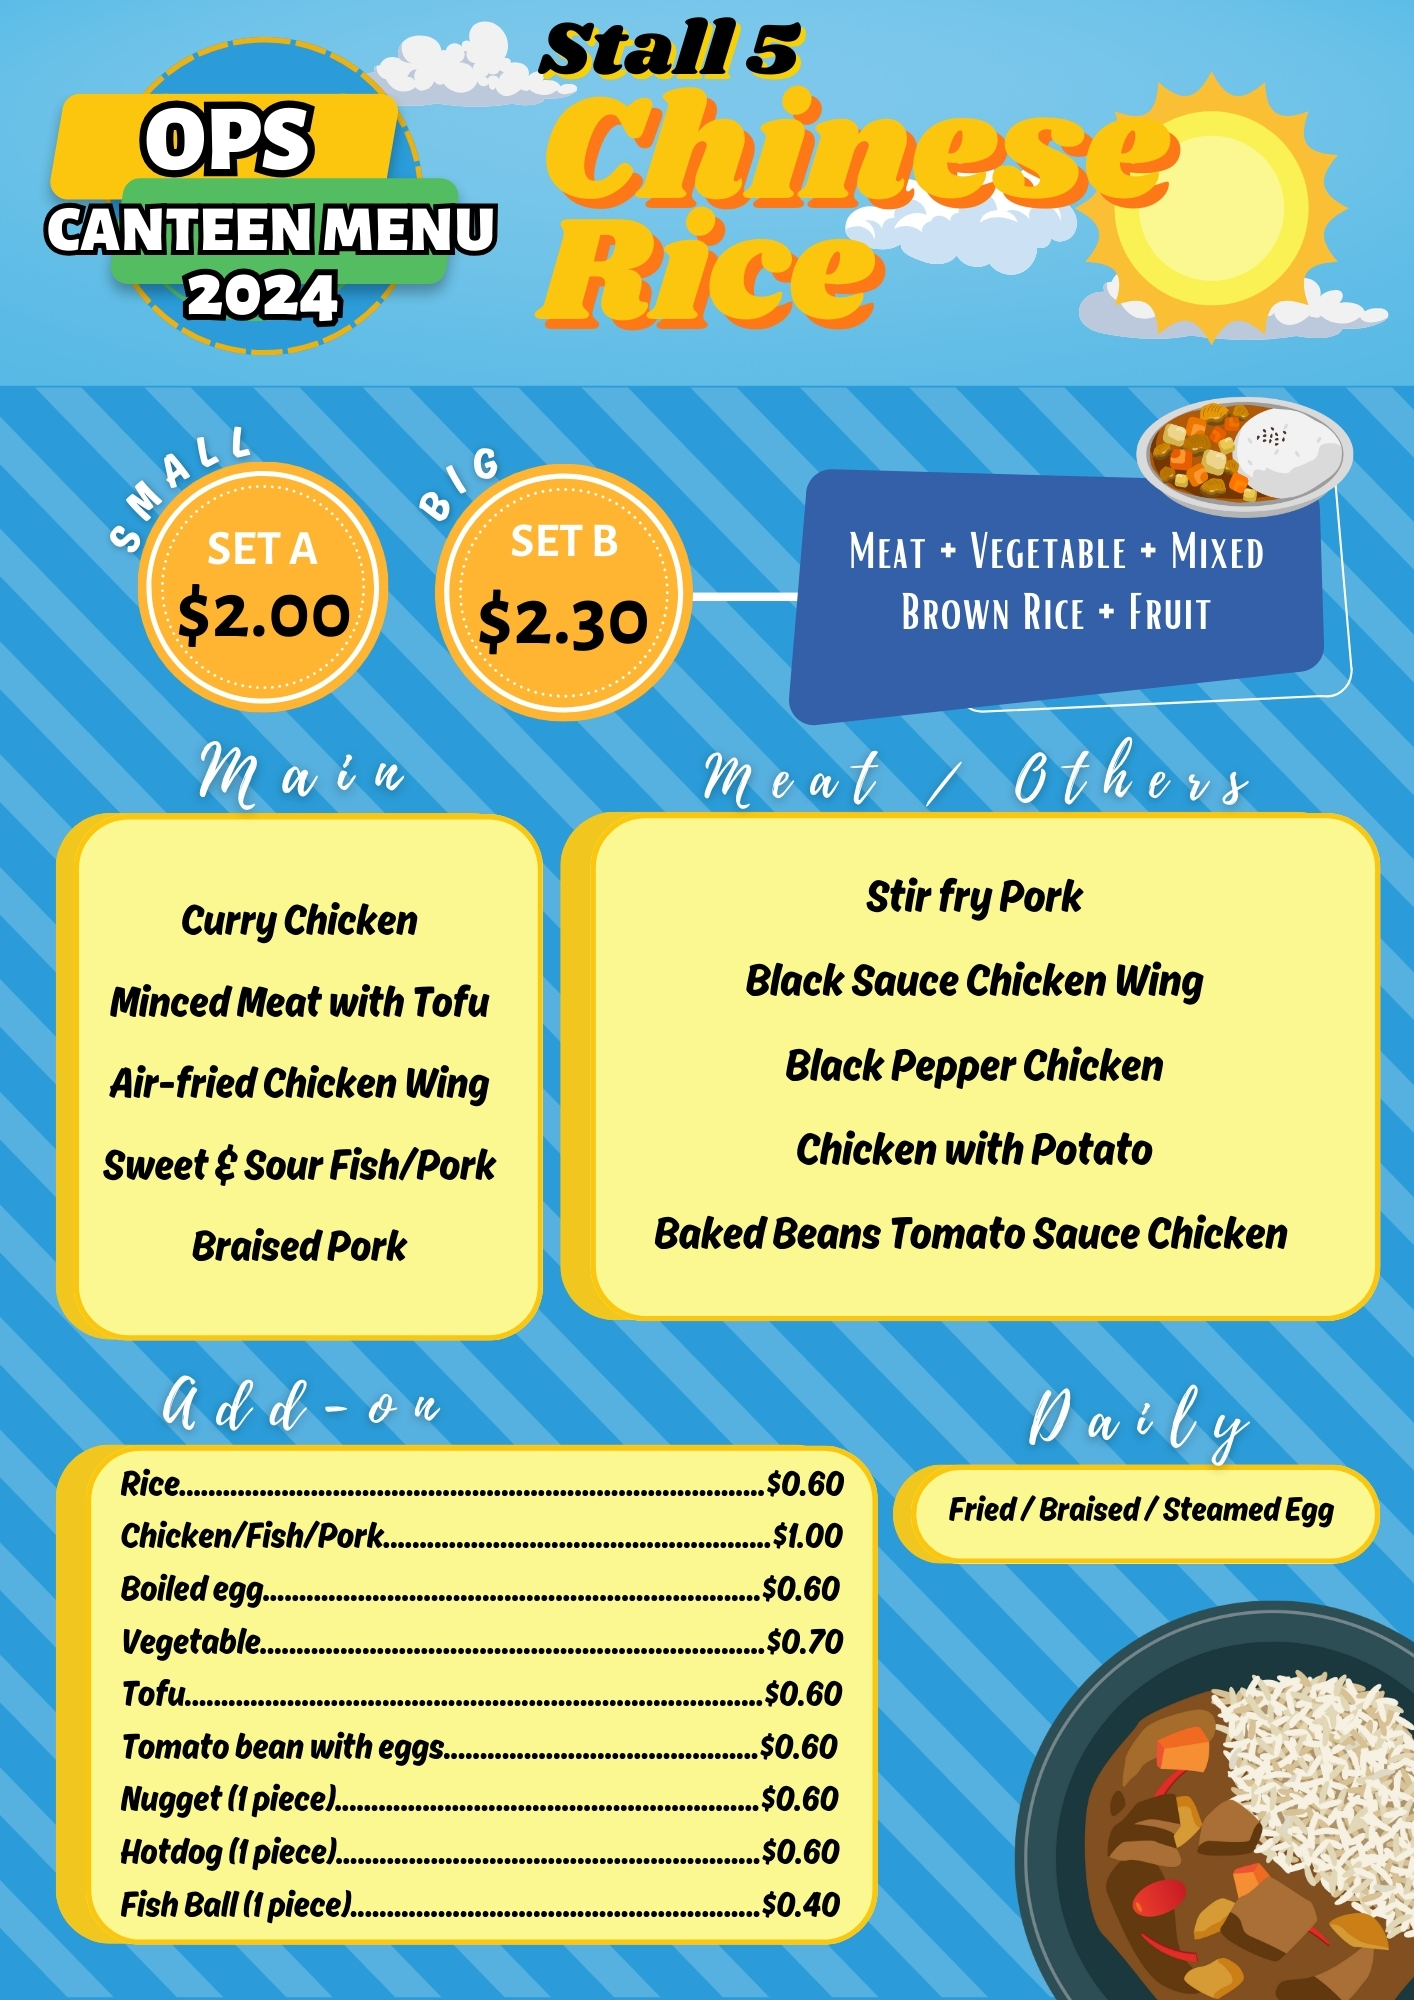 Stall 5
OPS
CANTEEN MENU
2024
Chinese
Rice
SMALL
SET A
$2.00
BIG
SET B
$2.30
Meat + Vegetable + Mixed
Brown Rice + Fruit
Main
Curry Chicken
Minced Meat with Tofu
Air-fried Chicken Wing
Sweet & Sour Fish/Pork
Braised Pork
Meat / Others
Stir fry Pork
Black Sauce Chicken Wing
Black Pepper Chicken
Chicken with Potato
Baked Beans Tomato Sauce Chicken
Add-on
Rice........................$0.60
Chicken/Fish/Pork........................$1.00
Boiled egg........................$0.60
Vegetable........................$0.70
Tofu........................$0.60
Tomato bean with eggs........................$0.60
Nugget (1 piece)........................$0.60
Hotdog (1 piece)........................$0.60
Fish Ball (1 piece)........................$0.40
Daily
Fried / Braised / Steamed Egg